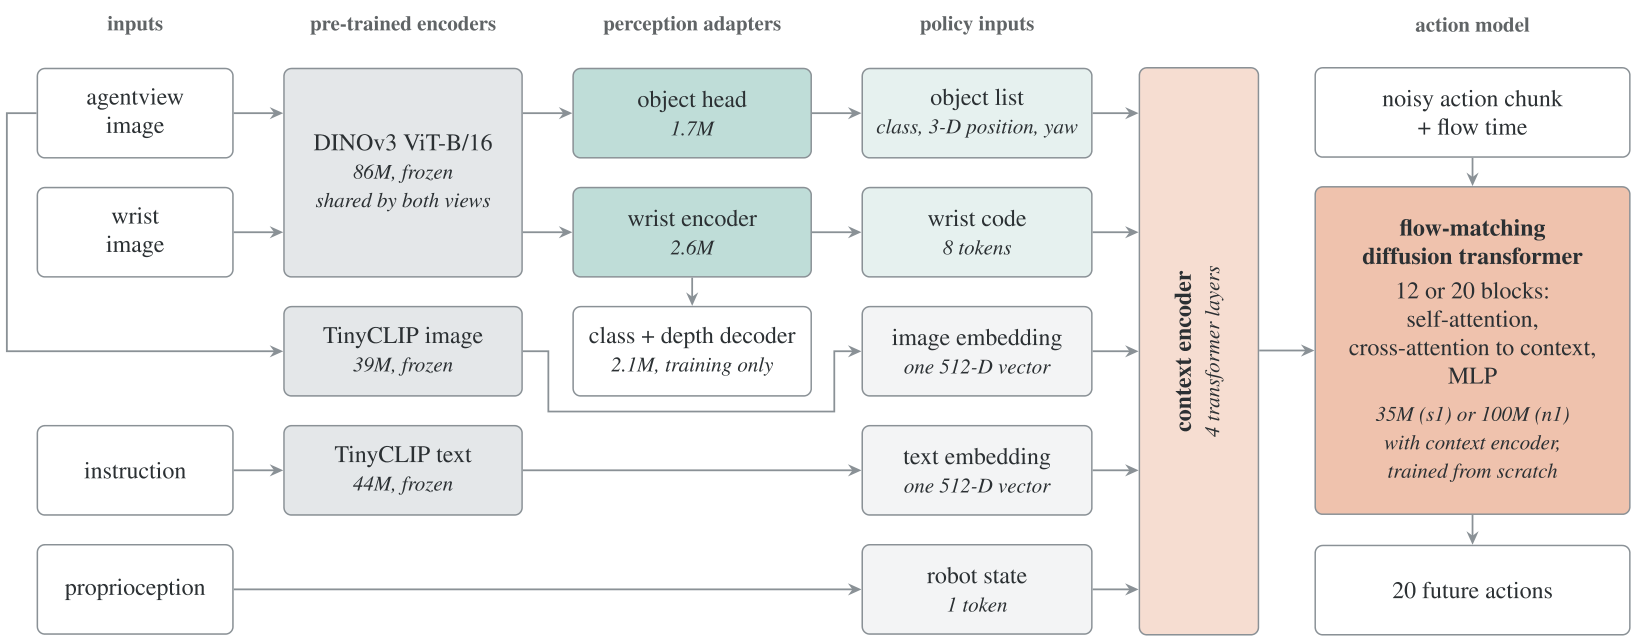 inputs
pre-trained encoders
perception adapters
policy inputs
action model
agentview
image
wrist
image
instruction
proprioception
DINOv3 ViT-B/16
86M, frozen
shared by both views
TinyCLIP image
39M, frozen
TinyCLIP text
44M, frozen
object head
1.7M
wrist encoder
2.6M
class + depth decoder
2.1M, training only
object list
class, 3-D position, yaw
wrist code
8 tokens
image embedding
one 512-D vector
text embedding
one 512-D vector
robot state
1 token
context encoder
4 transformer layers
noisy action chunk
+ flow time
flow-matching
diffusion transformer
12 or 20 blocks:
self-attention,
cross-attention to context,
MLP
35M (s1) or 100M (n1)
with context encoder,
trained from scratch
20 future actions